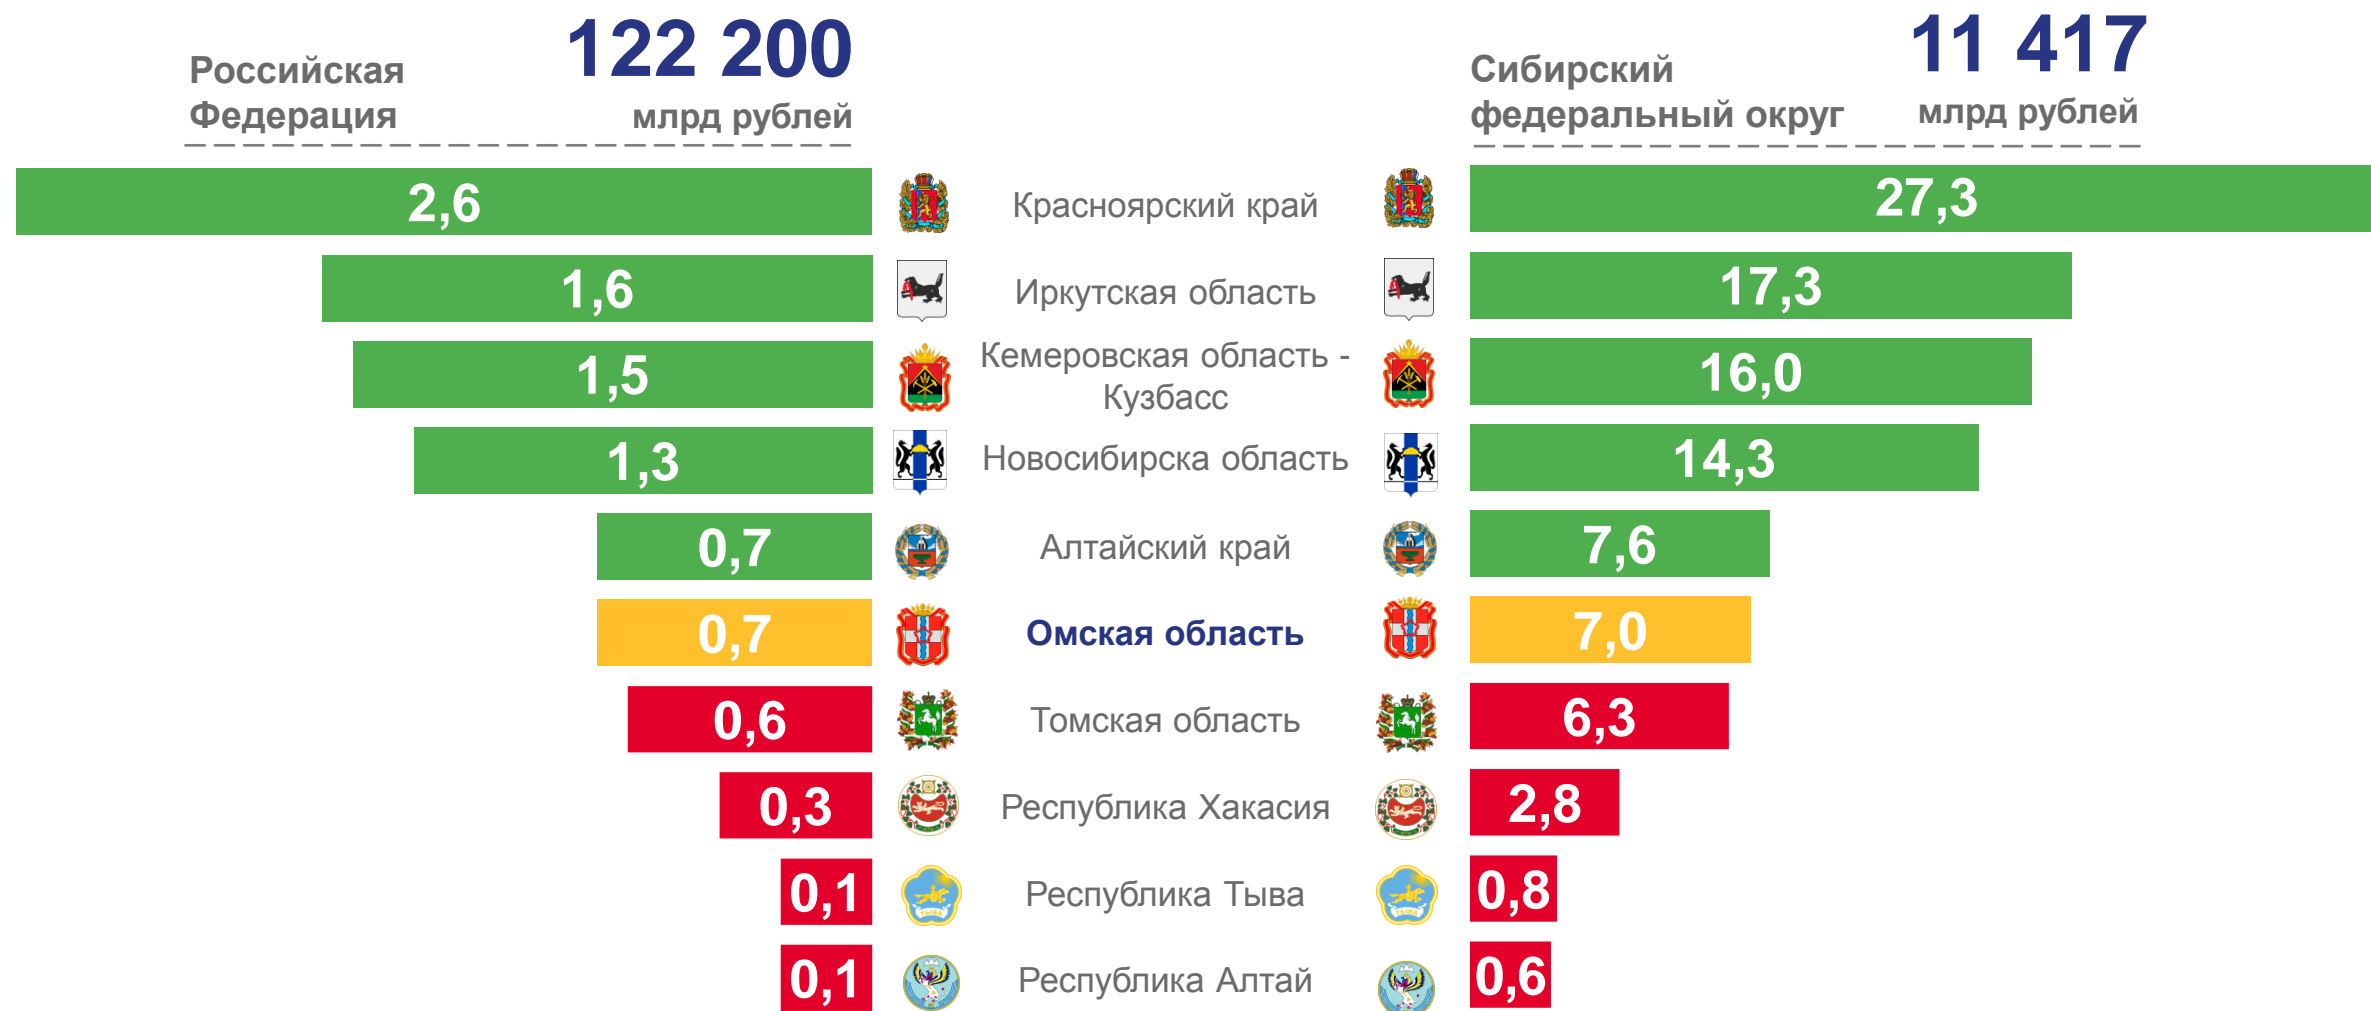 Российская
Федерация
122 200
млрд рублей
Сибирский
федеральный округ
11 417
млрд рублей
2,6
Красноярский край
27,3
1,6
Иркутская область
17,3
1,5
Кемеровская область -
Кузбасс
16,0
1,3
Новосибирска область
14,3
0,7
Алтайский край
7,6
0,7
Омская область
7,0
0,6
Томская область
6,3
0,3
Республика Хакасия
2,8
0,1
ТЫВА
Республика Тыва
ТЫВА
0,8
0,1
Республика Алтай
0,6